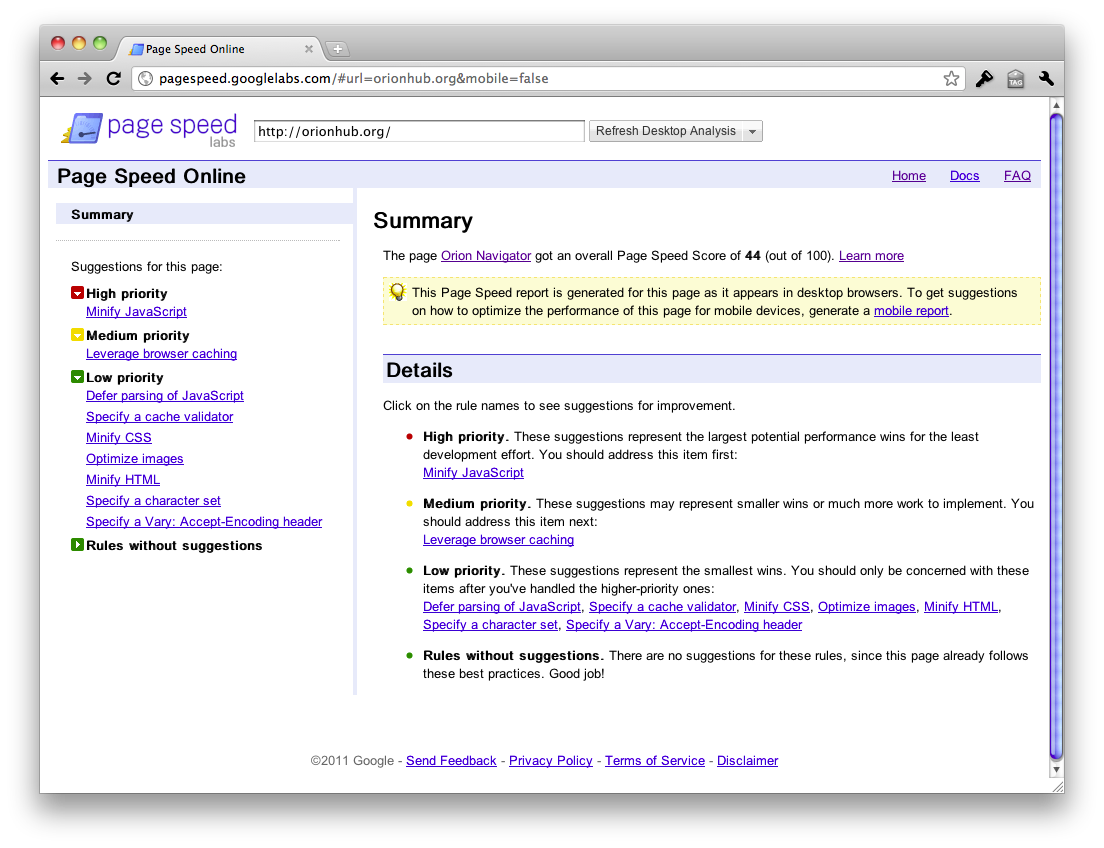 Page Speed Online
pagespeed.googlelabs.com/#url=orionhub.org&mobile=false
TAG
page speed
labs
http://orionhub.org/
Refresh Desktop Analysis
Page Speed Online
Home Docs FAQ
Summary
Suggestions for this page:
High priority
Minify JavaScript
Medium priority
Leverage browser caching
Low priority
Defer parsing of JavaScript
Specify a cache validator
Minify CSS
Optimize images
Minify HTML
Specify a character set
Specify a Vary: Accept-Encoding header
Rules without suggestions
Summary
The page Orion Navigator got an overall Page Speed Score of 44 (out of 100). Learn more
This Page Speed report is generated for this page as it appears in desktop browsers. To get suggestions
on how to optimize the performance of this page for mobile devices, generate a mobile report.
Details
Click on the rule names to see suggestions for improvement.
High priority. These suggestions represent the largest potential performance wins for the least
development effort. You should address this item first:
Minify JavaScript
Medium priority. These suggestions may represent smaller wins or much more work to implement. You
should address this item next:
Leverage browser caching
Low priority. These suggestions represent the smallest wins. You should only be concerned with these
items after you've handled the higher-priority ones:
Defer parsing of JavaScript, Specify a cache validator, Minify CSS, Optimize images, Minify HTML,
Specify a character set, Specify a Vary: Accept-Encoding header
Rules without suggestions. There are no suggestions for these rules, since this page already follows
these best practices. Good job!
©2011 Google - Send Feedback - Privacy Policy - Terms of Service - Disclaimer